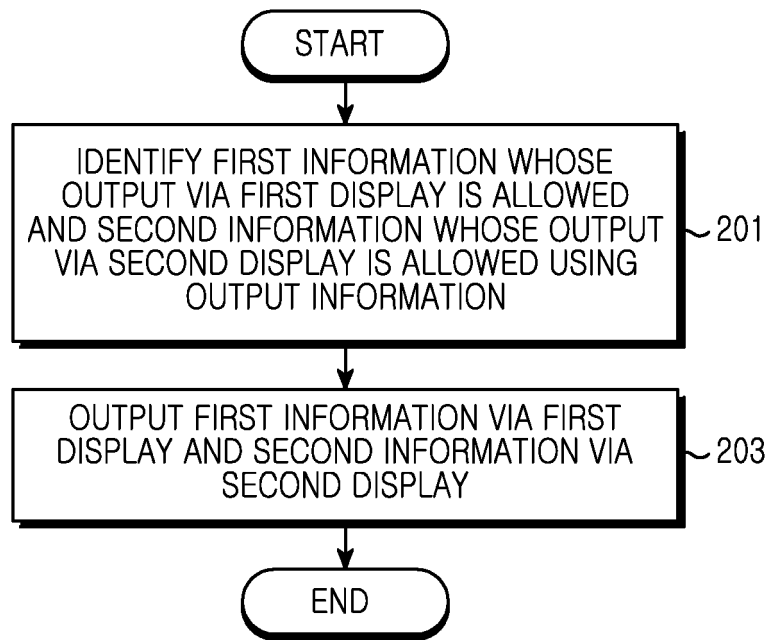 START
IDENTIFY FIRST INFORMATION WHOSE
OUTPUT VIA FIRST DISPLAY IS ALLOWED
AND SECOND INFORMATION WHOSE OUTPUT
VIA SECOND DISPLAY IS ALLOWED USING
OUTPUT INFORMATION
201
OUTPUT FIRST INFORMATION VIA FIRST
DISPLAY AND SECOND INFORMATION VIA
SECOND DISPLAY
203
END